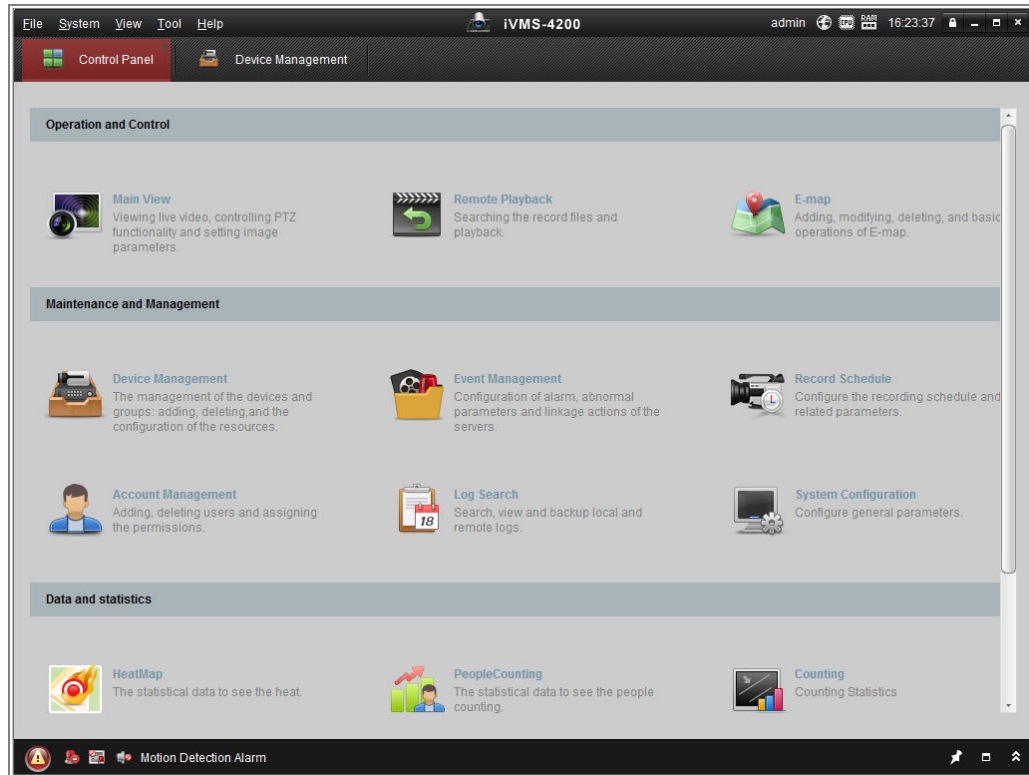 File System View Tool Help iVMS-4200 admin CPU RAM 16:23:37
Control Panel Device Management
Operation and Control
Main View
Viewing live video, controlling PTZ
functionality and setting image
parameters.
Remote Playback
Searching the record files and
playback.
E-map
Adding, modifying, deleting, and basic
operations of E-map.
Maintenance and Management
Device Management
The management of the devices and
groups: adding, deleting,and the
configuration of the resources.
Event Management
Configuration of alarm, abnormal
parameters and linkage actions of the
servers.
Record Schedule
Configure the recording schedule and
related parameters.
Account Management
Adding, deleting users and assigning
the permissions.
18
Log Search
Search, view and backup local and
remote logs.
System Configuration
Configure general parameters.
Data and statistics
HeatMap
The statistical data to see the heat.
PeopleCounting
The statistical data to see the people
counting.
Counting
Counting Statistics
Motion Detection Alarm